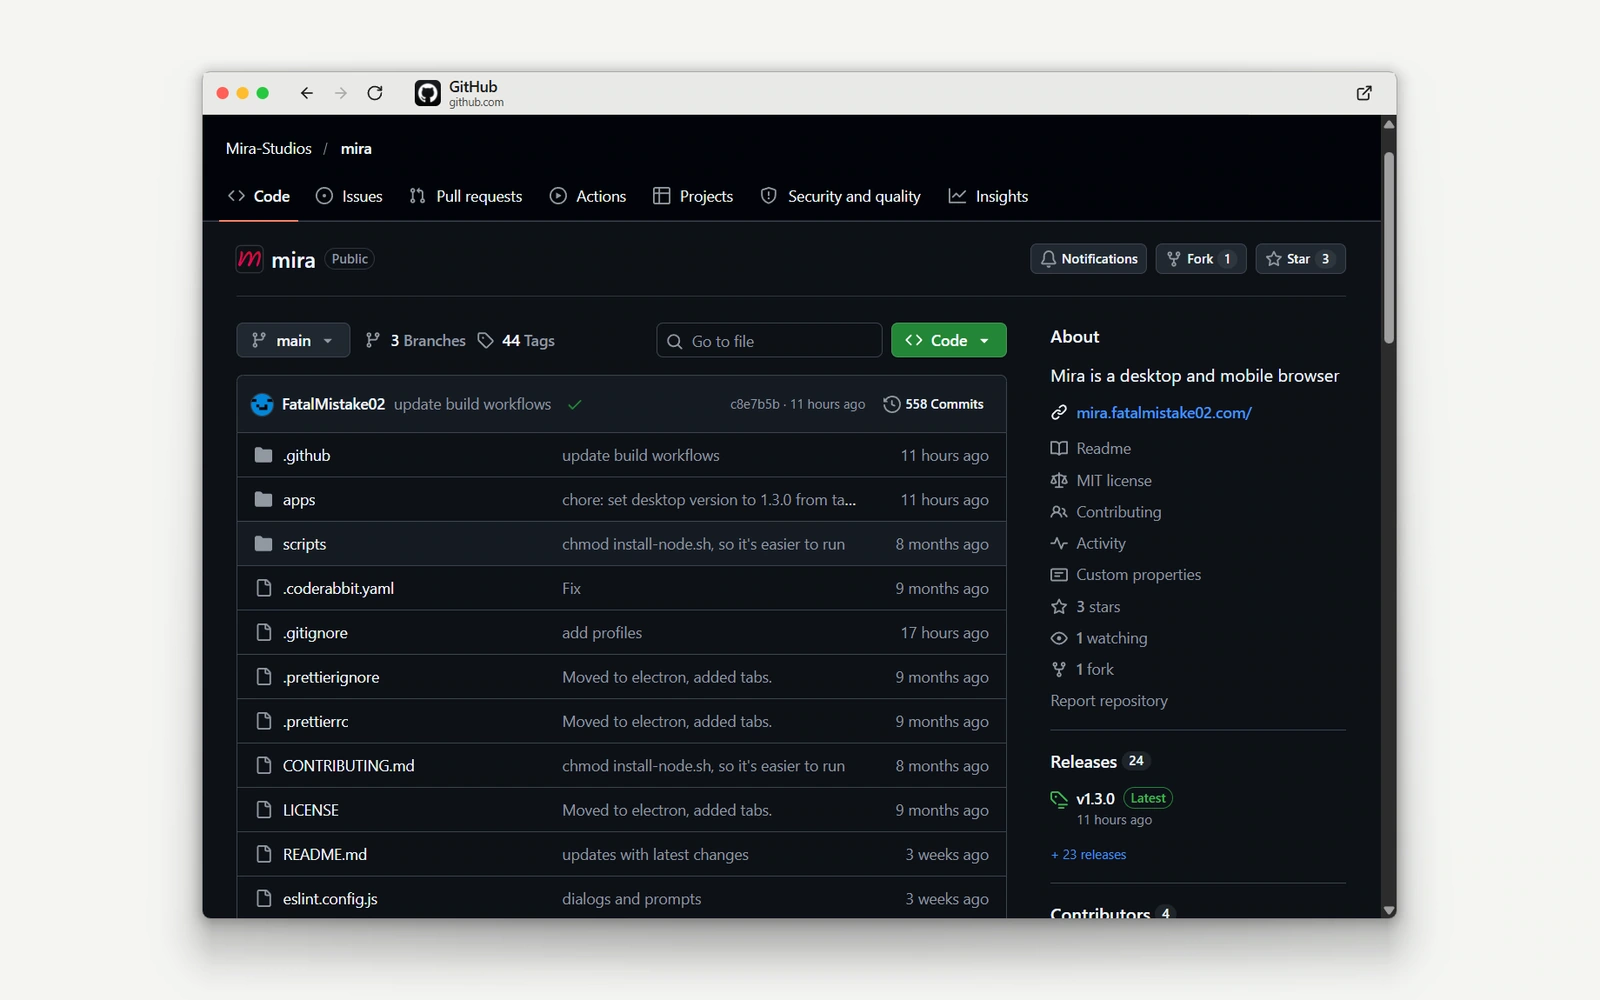 GitHub
github.com
Mira-Studios / mira
Code Issues Pull requests Actions Projects Security and quality Insights
mira Public Notifications Fork 1 Star 3
main 3 Branches 44 Tags Go to file Code
FatalMistake02 update build workflows c8e7b5b · 11 hours ago 558 Commits
.github update build workflows 11 hours ago
apps chore: set desktop version to 1.3.0 from ta... 11 hours ago
scripts chmod install-node.sh, so it's easier to run 8 months ago
.coderabbit.yaml Fix 9 months ago
.gitignore add profiles 17 hours ago
.prettierignore Moved to electron, added tabs. 9 months ago
.prettierrc Moved to electron, added tabs. 9 months ago
CONTRIBUTING.md chmod install-node.sh, so it's easier to run 8 months ago
LICENSE Moved to electron, added tabs. 9 months ago
README.md updates with latest changes 3 weeks ago
eslint.config.js dialogs and prompts 3 weeks ago
About
Mira is a desktop and mobile browser
mira.fatalmistake02.com/
Readme
MIT license
Contributing
Activity
Custom properties
3 stars
1 watching
1 fork
Report repository
Releases 24
v1.3.0 Latest
11 hours ago
+ 23 releases
Contributors 4